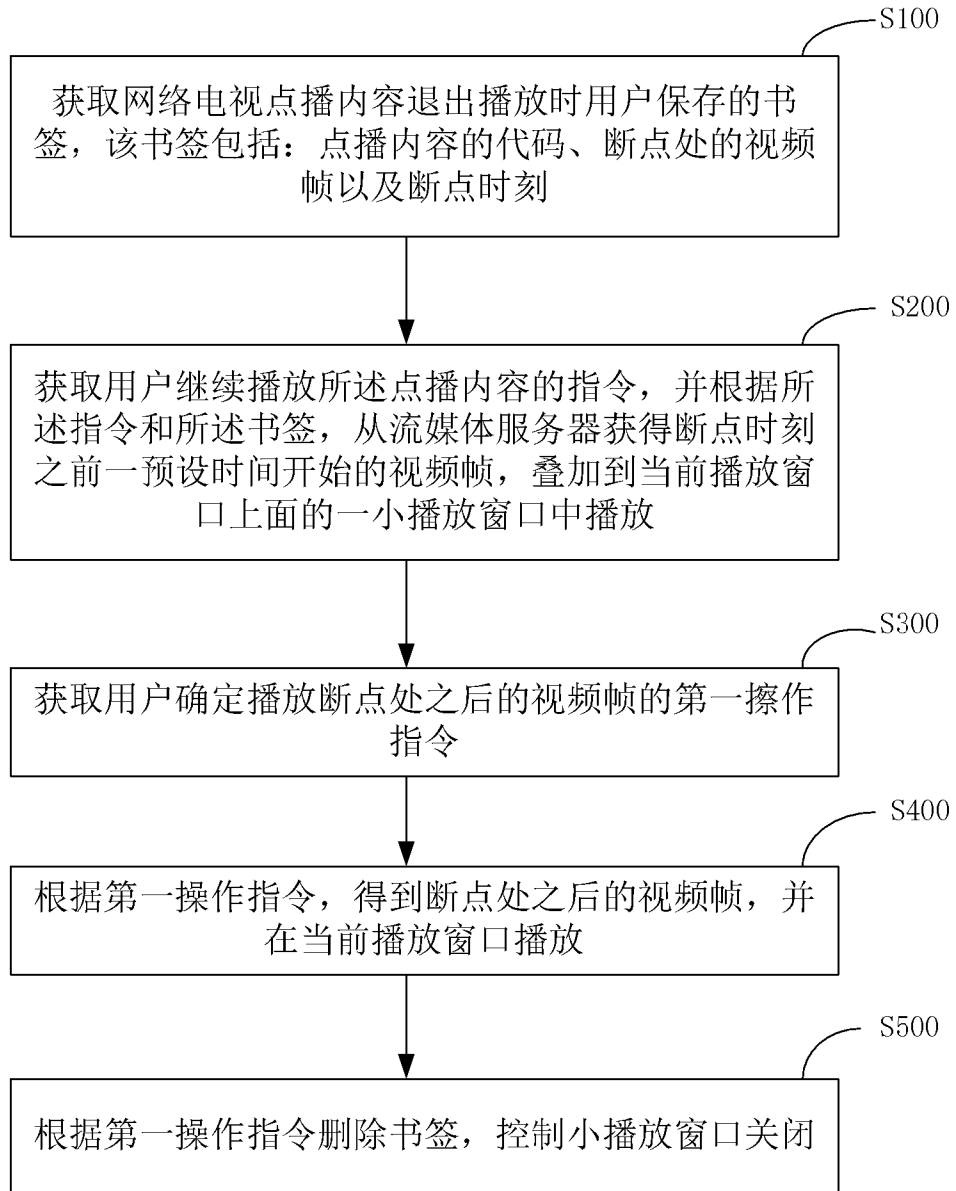 S100
获取网络电视点播内容退出播放时用户保存的书
签，该书签包括：点播内容的代码、断点处的视频
帧以及断点时刻
S200
获取用户继续播放所述点播内容的指令，并根据所
述指令和所述书签，从流媒体服务器获得断点时刻
之前一预设时间开始的视频帧，叠加到当前播放窗
口上面的一小播放窗口中播放
S300
获取用户确定播放断点处之后的视频帧的第一擦作
指令
S400
根据第一操作指令，得到断点处之后的视频帧，并
在当前播放窗口播放
S500
根据第一操作指令删除书签，控制小播放窗口关闭